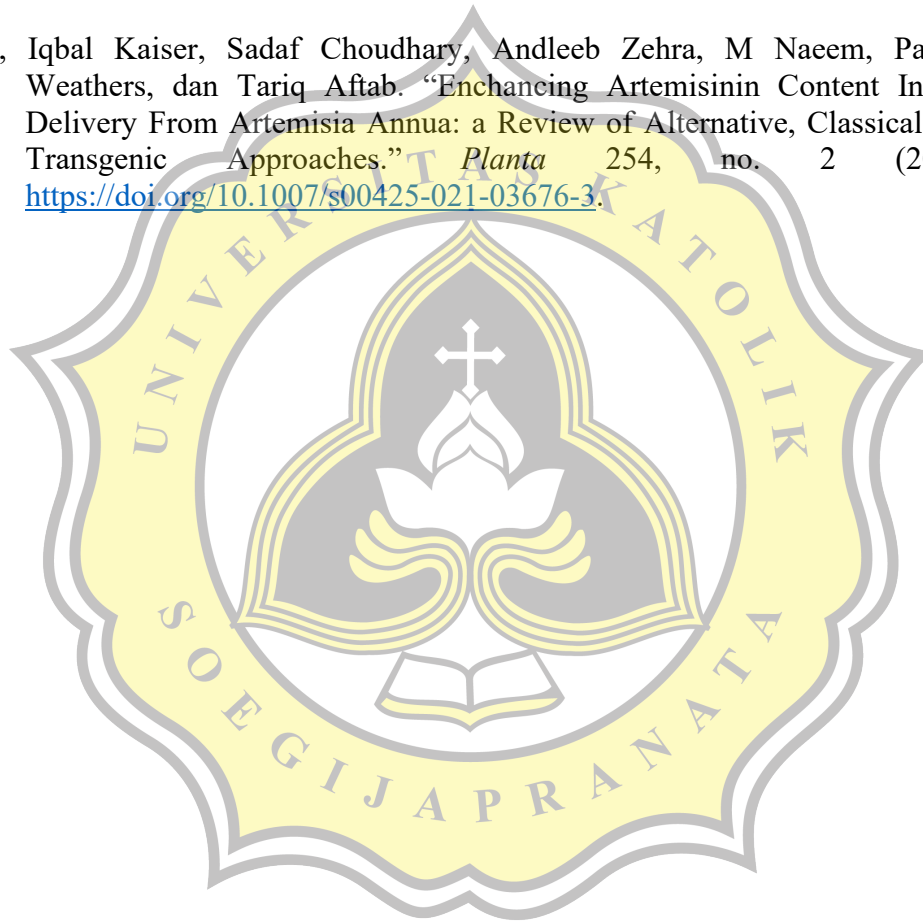 , Iqbal Kaiser, Sadaf Choudhary, Andleeb Zehra, M Naeem, Pa
Weathers, dan Tariq Aftab. “Enchancing Artemisinin Content In
Delivery From Artemisia Annua: a Review of Alternative, Classical
Transgenic Approaches.” Planta 254, no. 2 (2
https://doi.org/10.1007/s00425-021-03676-3.
UNIVERSITAS KATOLIK
SOEGIJAPRANATA